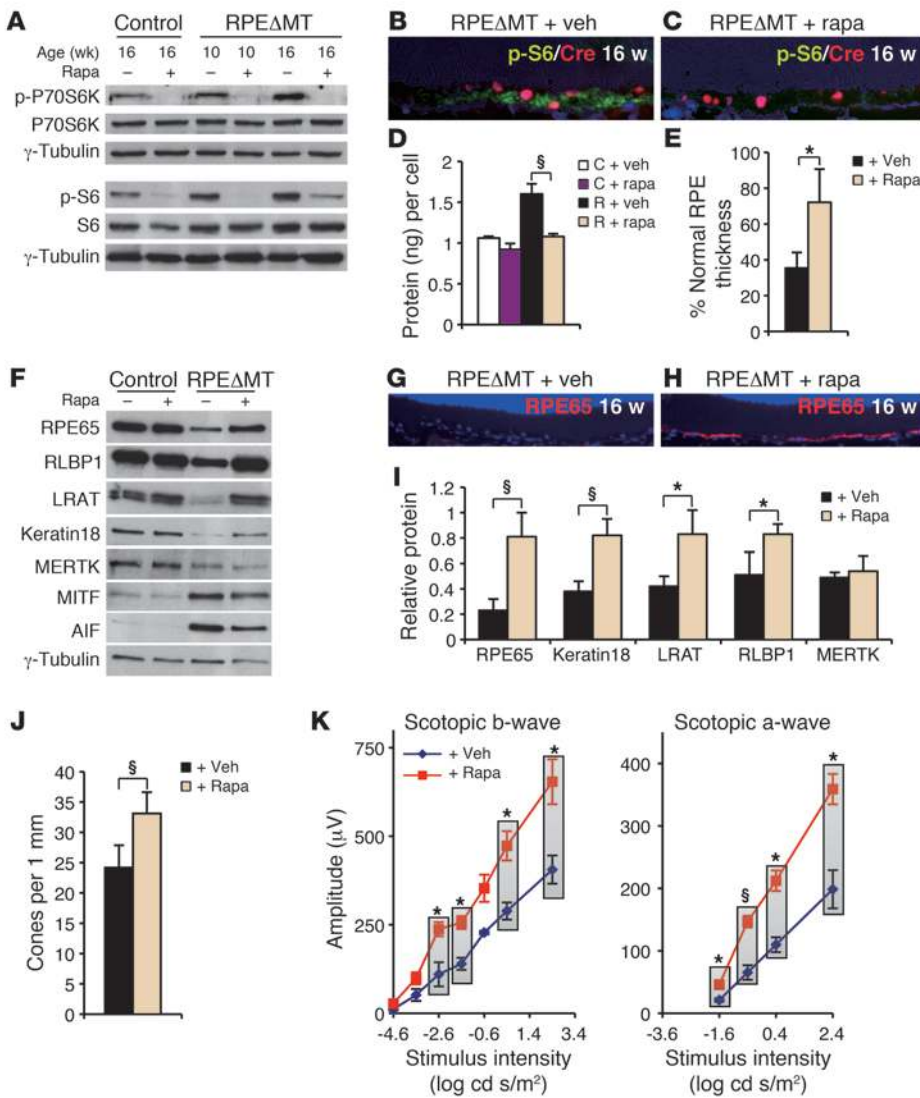 A
Control RPEΔMT
Age (wk) 16 16 10 10 16 16
Rapa – + – + – +
p-P70S6K
P70S6K
γ-Tubulin
p-S6
S6
γ-Tubulin
B RPEΔMT + veh
p-S6/Cre 16 w
C RPEΔMT + rapa
p-S6/Cre 16 w
D
Protein (ng) per cell
2
1.5
1
0.5
0
§
C + veh
C + rapa
R + veh
R + rapa
E
% Normal RPE
thickness
100
80
60
40
20
0
*
+ Veh
+ Rapa
F
Control RPEΔMT
Rapa – + – +
RPE65
RLBP1
LRAT
Keratin18
MERTK
MITF
AIF
γ-Tubulin
G RPEΔMT + veh
RPE65 16 w
H RPEΔMT + rapa
RPE65 16 w
I
+ Veh
+ Rapa
Relative protein
1.2
0.8
0.4
0
§ § * *
RPE65 Keratin18 LRAT RLBP1 MERTK
J
Cones per 1 mm
40
35
30
25
20
15
10
5
0
§
+ Veh
+ Rapa
K
Scotopic b-wave
+ Veh
+ Rapa
Amplitude (µV)
750
500
250
0
* * * *
-4.6 -2.6 -0.6 1.4 3.4
Stimulus intensity
(log cd s/m²)
Scotopic a-wave
400
300
200
100
0
* § * *
-3.6 -1.6 0.4 2.4
Stimulus intensity
(log cd s/m²)